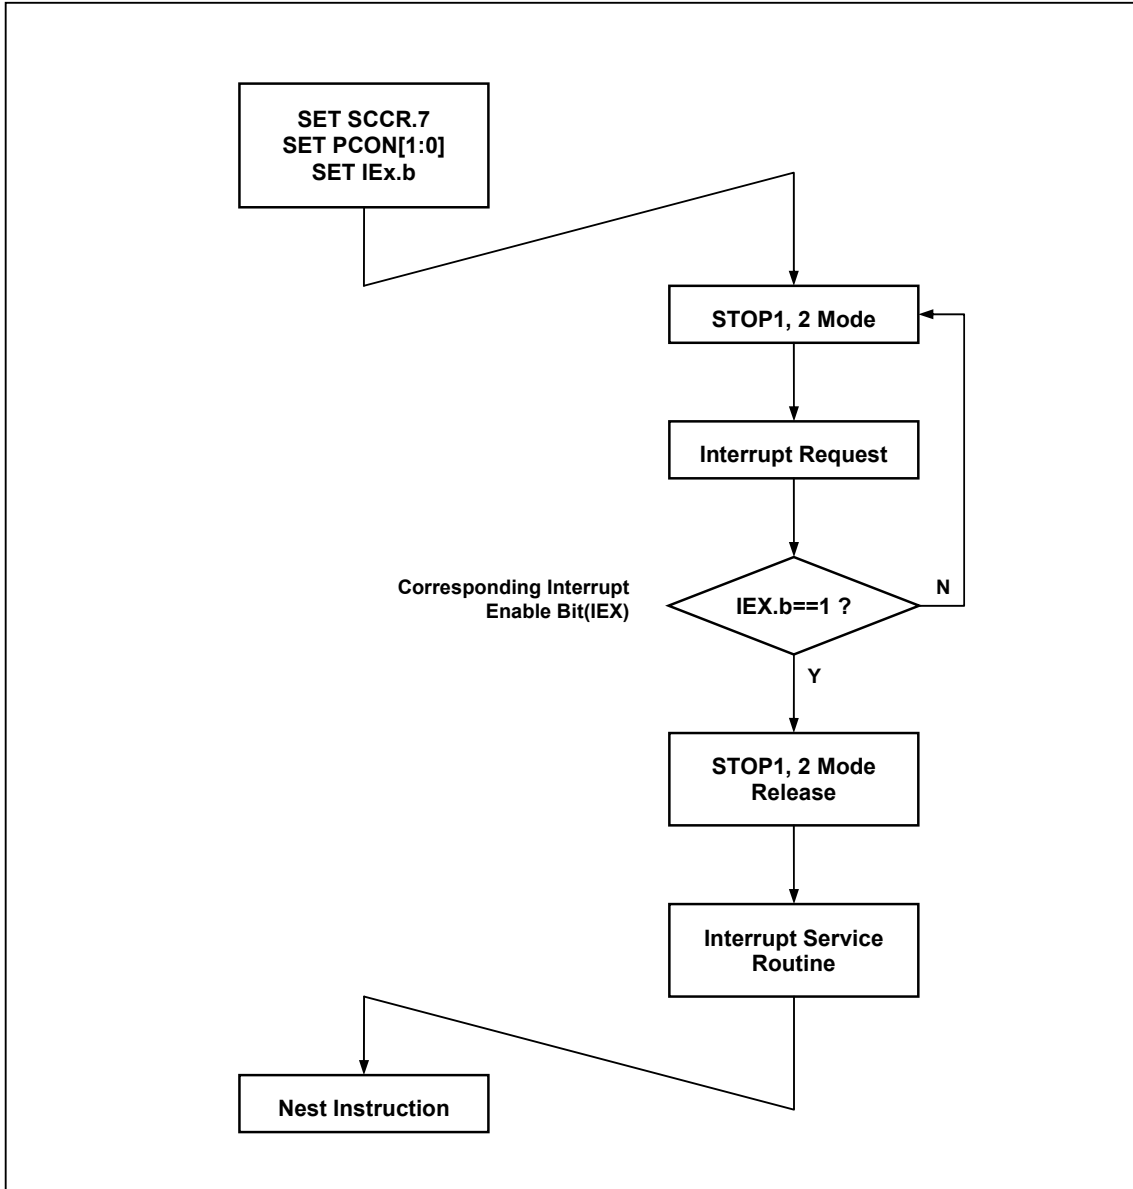 SET SCCR.7
SET PCON[1:0]
SET IEx.b
STOP1, 2 Mode
Interrupt Request
Corresponding Interrupt
Enable Bit(IEX)
IEX.b==1 ?
N
Y
STOP1, 2 Mode
Release
Interrupt Service
Routine
Nest Instruction